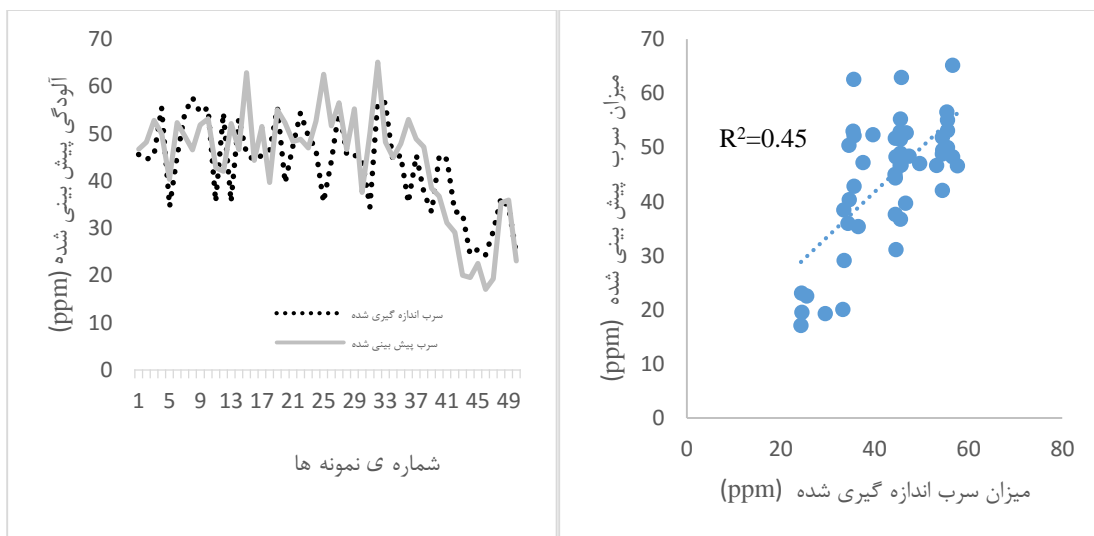 70
60
50
40
30
20
10
0
آلودگی پیش بینی شده (ppm)
سرب اندازه گیری شده
سرب پیش بینی شده
1 5 9 13 17 21 25 29 33 37 41 45 49
شماره ی نمونه ها
70
60
50
40
30
20
10
0
میزان سرب پیش بینی شده (ppm)
R²=0.45
0 20 40 60 80
میزان سرب اندازه گیری شده (ppm)